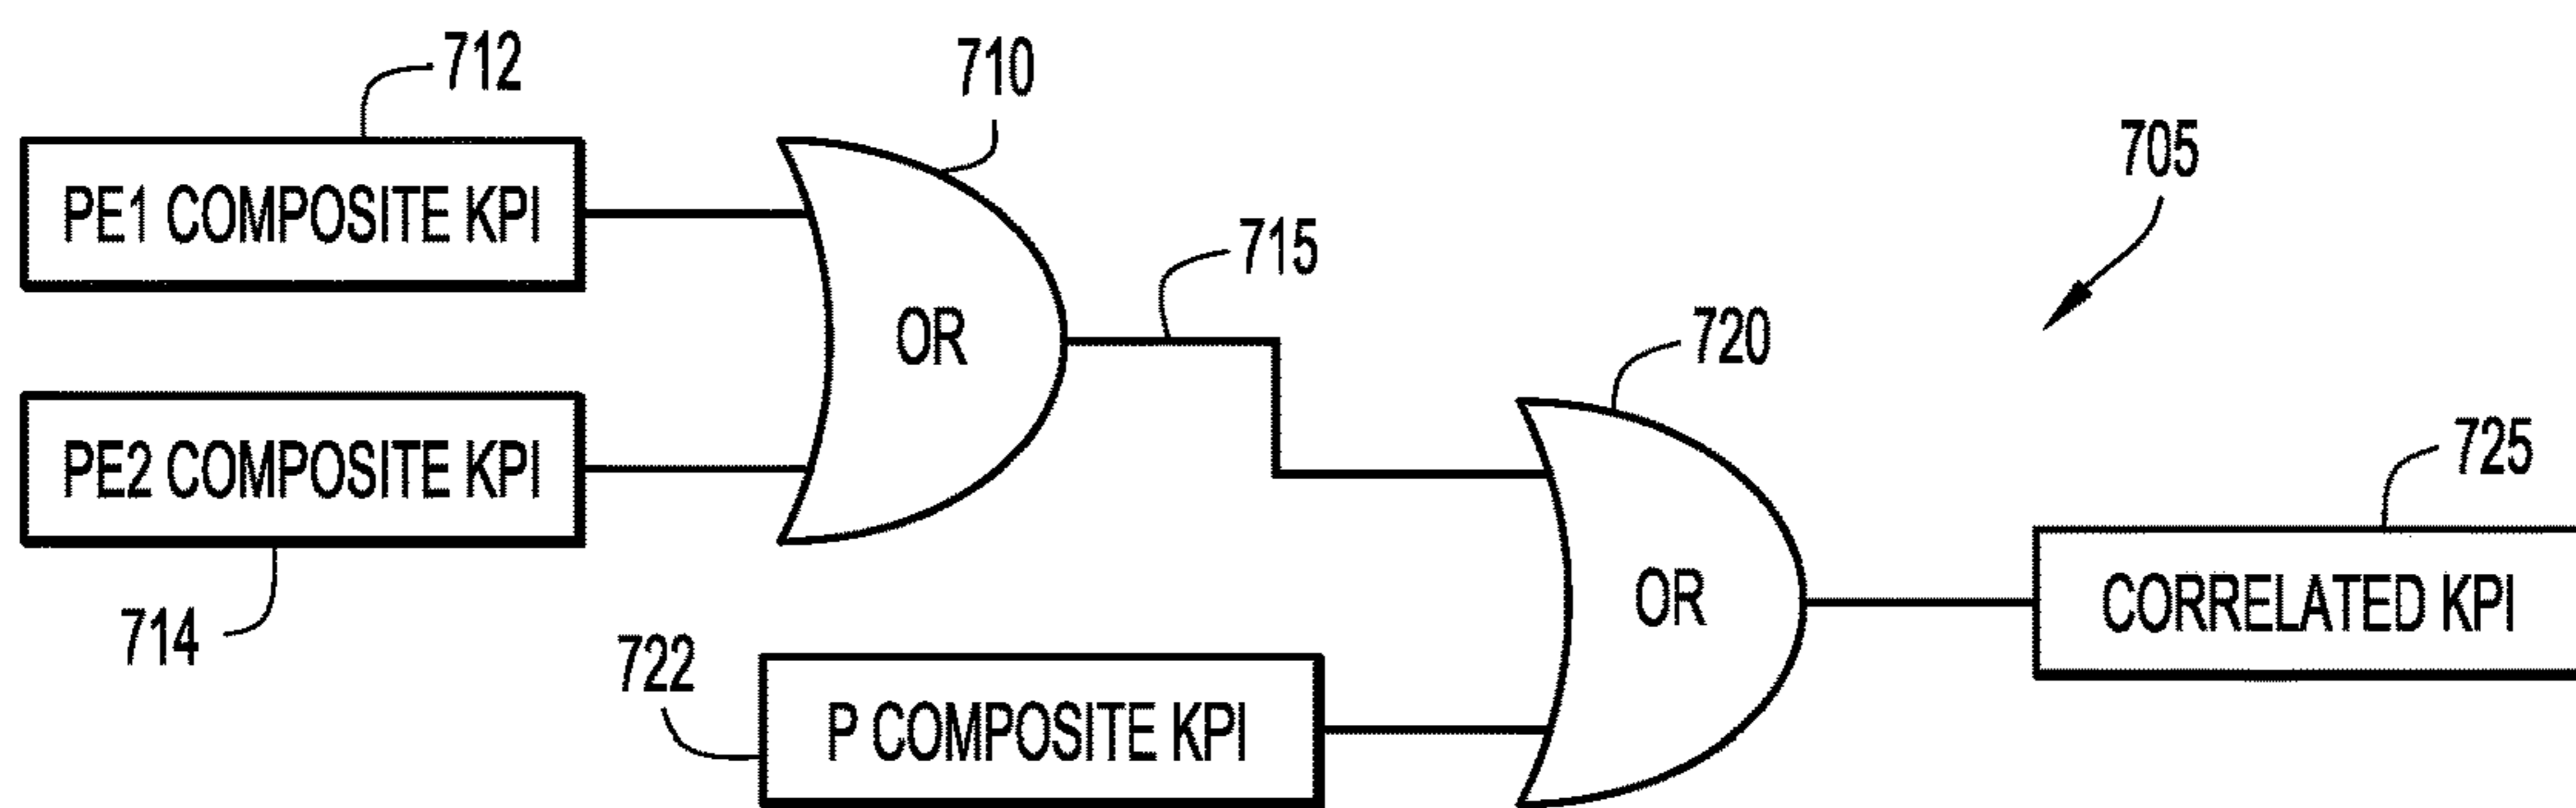 712
710
705
PE1 COMPOSITE KPI
715
OR
720
PE2 COMPOSITE KPI
725
714
722
OR
CORRELATED KPI
P COMPOSITE KPI